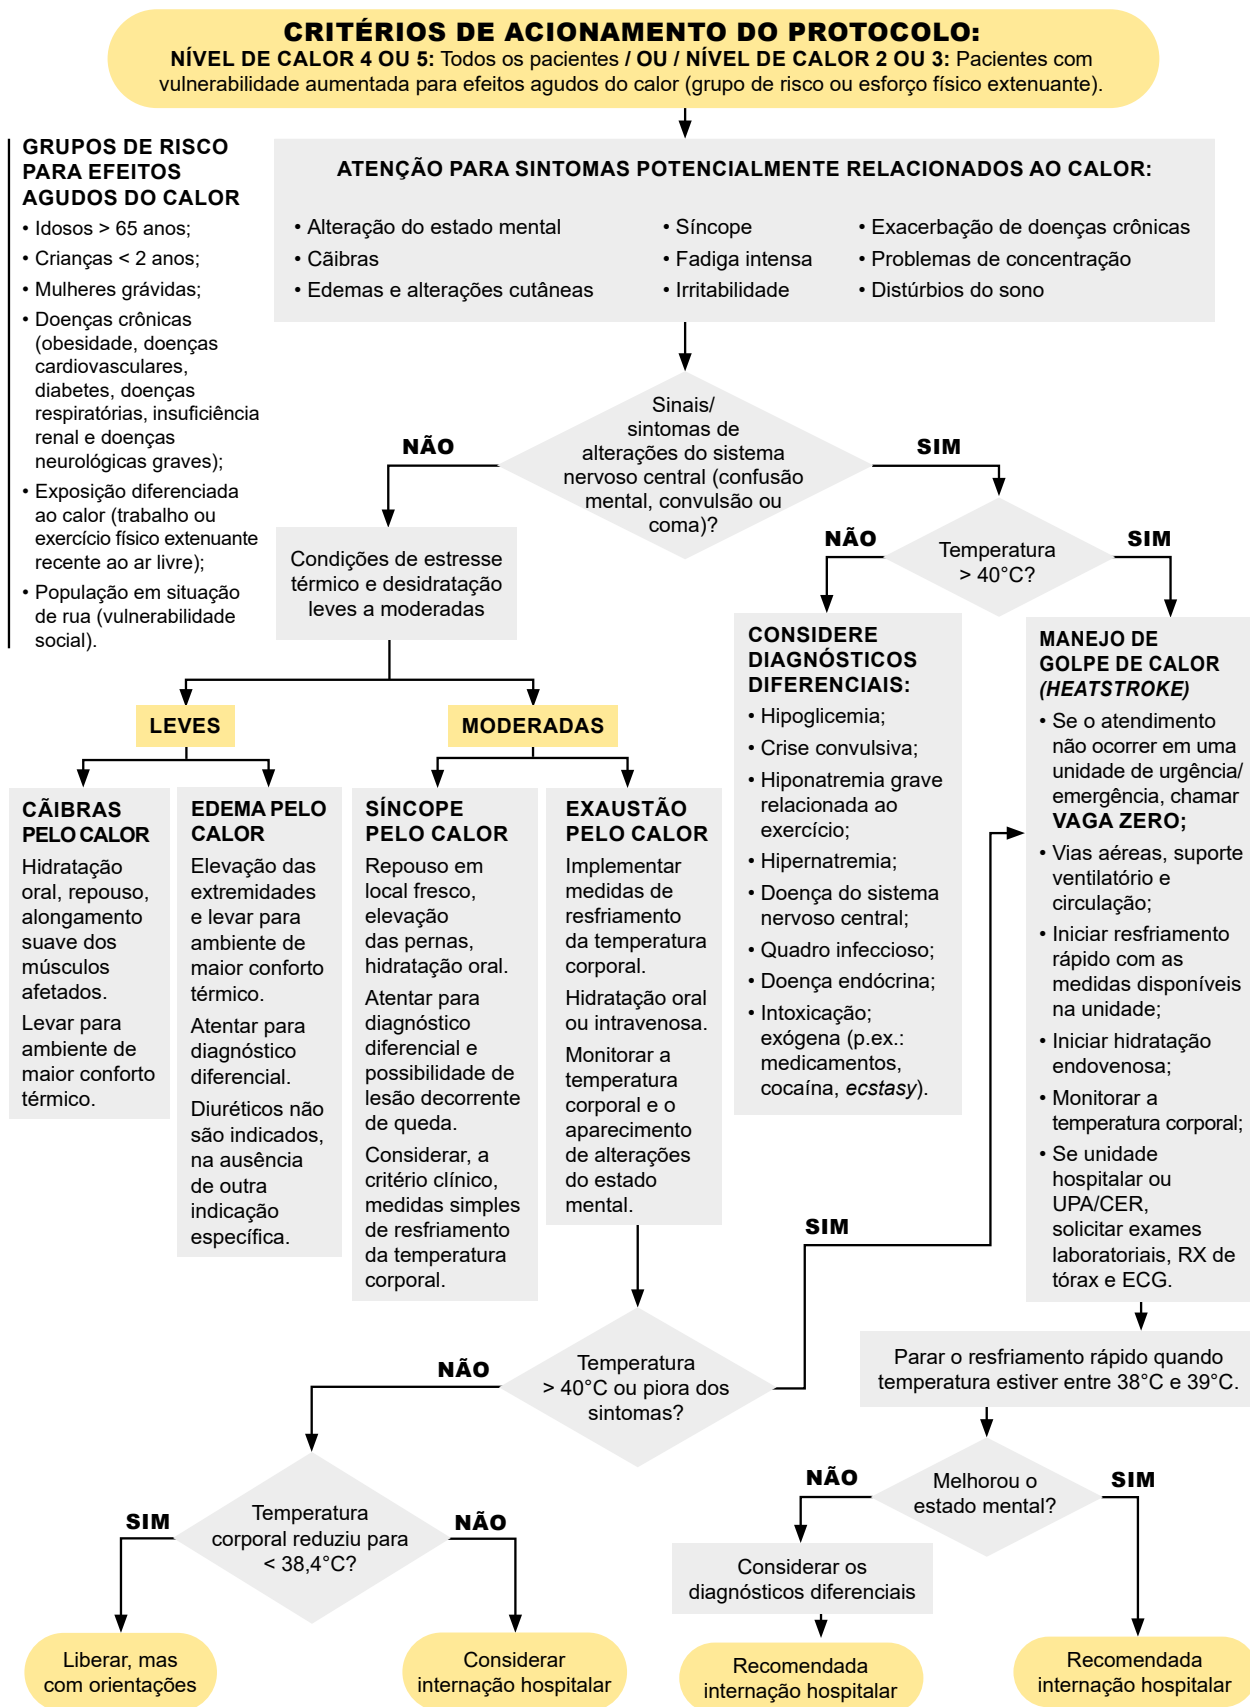 CRITÉRIOS DE ACIONAMENTO DO PROTOCOLO:
NÍVEL DE CALOR 4 OU 5: Todos os pacientes / OU / NÍVEL DE CALOR 2 OU 3: Pacientes com
vulnerabilidade aumentada para efeitos agudos do calor (grupo de risco ou esforço físico extenuante).
GRUPOS DE RISCO
PARA EFEITOS
AGUDOS DO CALOR
• Idosos > 65 anos;
• Crianças < 2 anos;
• Mulheres grávidas;
• Doenças crônicas
(obesidade, doenças
cardiovasculares,
diabetes, doenças
respiratórias, insuficiência
renal e doenças
neurológicas graves);
• Exposição diferenciada
ao calor (trabalho ou
exercício físico extenuante
recente ao ar livre);
• População em situação
de rua (vulnerabilidade
social).
ATENÇÃO PARA SINTOMAS POTENCIALMENTE RELACIONADOS AO CALOR:
• Alteração do estado mental
• Cãibras
• Edemas e alterações cutâneas
• Síncope
• Fadiga intensa
• Irritabilidade
• Exacerbação de doenças crônicas
• Problemas de concentração
• Distúrbios do sono
Sinais/
sintomas de
alterações do sistema
nervoso central (confusão
mental, convulsão ou
coma)?
NÃO
SIM
Condições de estresse
térmico e desidratação
leves a moderadas
Temperatura
> 40°C?
NÃO
SIM
LEVES
MODERADAS
CÃIBRAS
PELO CALOR
Hidratação
oral, repouso,
alongamento
suave dos
músculos
afetados.
Levar para
ambiente de
maior conforto
térmico.
EDEMA PELO
CALOR
Elevação das
extremidades
e levar para
ambiente de
maior conforto
térmico.
Atentar para
diagnóstico
diferencial.
Diuréticos não
são indicados,
na ausência
de outra
indicação
específica.
SÍNCOPE
PELO CALOR
Repouso em
local fresco,
elevação
das pernas,
hidratação oral.
Atentar para
diagnóstico
diferencial e
possibilidade de
lesão decorrente
de queda.
Considerar, a
critério clínico,
medidas simples
de resfriamento
da temperatura
corporal.
EXAUSTÃO
PELO CALOR
Implementar
medidas de
resfriamento
da temperatura
corporal.
Hidratação oral
ou intravenosa.
Monitorar a
temperatura
corporal e o
aparecimento
de alterações
do estado
mental.
CONSIDERE
DIAGNÓSTICOS
DIFERENCIAIS:
• Hipoglicemia;
• Crise convulsiva;
• Hiponatremia grave
relacionada ao
exercício;
• Hipernatremia;
• Doença do sistema
nervoso central;
• Quadro infeccioso;
• Doença endócrina;
• Intoxicação;
exógena (p.ex.:
medicamentos,
cocaína, ecstasy).
MANEJO DE
GOLPE DE CALOR
(HEATSTROKE)
• Se o atendimento
não ocorrer em uma
unidade de urgência/
emergência, chamar
VAGA ZERO;
• Vias aéreas, suporte
ventilatório e
circulação;
• Iniciar resfriamento
rápido com as
medidas disponíveis
na unidade;
• Iniciar hidratação
endovenosa;
• Monitorar a
temperatura corporal;
• Se unidade
hospitalar ou
UPA/CER,
solicitar exames
laboratoriais, RX de
tórax e ECG.
Temperatura
> 40°C ou piora dos
sintomas?
NÃO
SIM
Parar o resfriamento rápido quando
temperatura estiver entre 38°C e 39°C.
Temperatura
corporal reduziu para
< 38,4°C?
SIM
NÃO
Melhorou o
estado mental?
NÃO
SIM
Considerar os
diagnósticos diferenciais
Liberar, mas
com orientações
Considerar
internação hospitalar
Recomendada
internação hospitalar
Recomendada
internação hospitalar